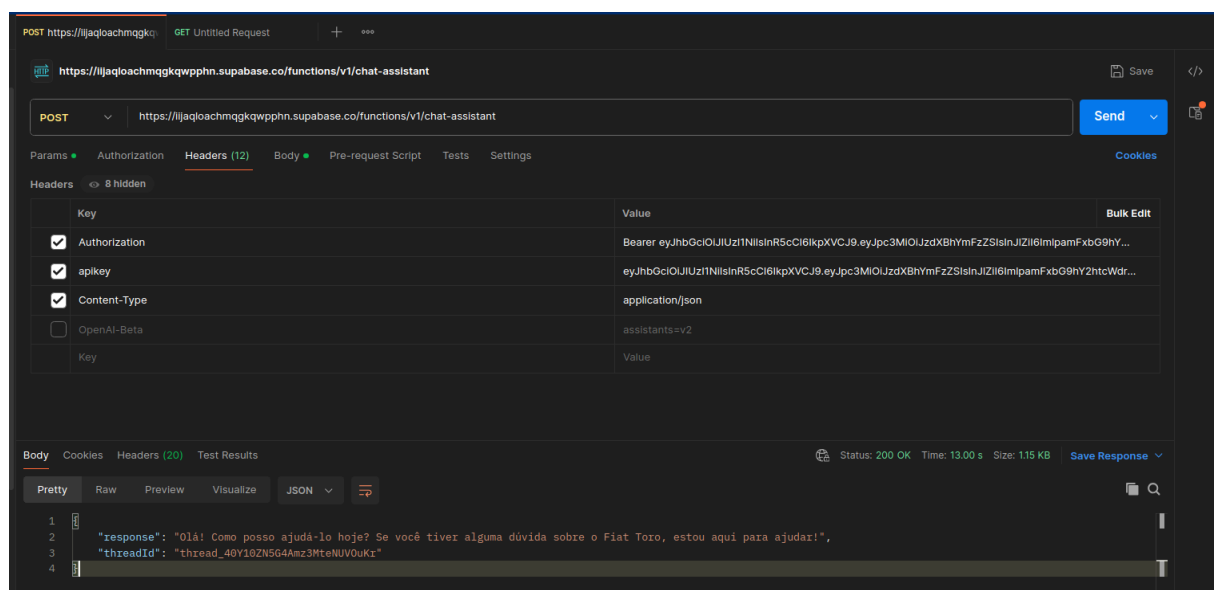 POST https://iijaqloachmqgkqv GET Untitled Request
HTTP https://iijaqloachmqgkqwpphn.supabase.co/functions/v1/chat-assistant Save
POST https://iijaqloachmqgkqwpphn.supabase.co/functions/v1/chat-assistant Send
Params Authorization Headers (12) Body Pre-request Script Tests Settings Cookies
Headers 8 hidden
Key Value Bulk Edit
Authorization Bearer eyJhbGciOiJIUzI1NiIsInR5cCI6IkpXVCJ9.eyJpc3MiOiJzdXBhYmFzZSIsInJlZiI6ImlpamFxbG9hY...
apikey eyJhbGciOiJIUzI1NiIsInR5cCI6IkpXVCJ9.eyJpc3MiOiJzdXBhYmFzZSIsInJlZiI6ImlpamFxbG9hY2htcWdr...
Content-Type application/json
OpenAI-Beta assistants=v2
Key Value
Body Cookies Headers (20) Test Results Status: 200 OK Time: 13.00 s Size: 1.15 KB Save Response
Pretty Raw Preview Visualize JSON
1 {
2 "response": "Olá! Como posso ajudá-lo hoje? Se você tiver alguma dúvida sobre o Fiat Toro, estou aqui para ajudar!",
3 "threadId": "thread_40Y10ZN5G4Amz3MteNUVOuKr"
4 }